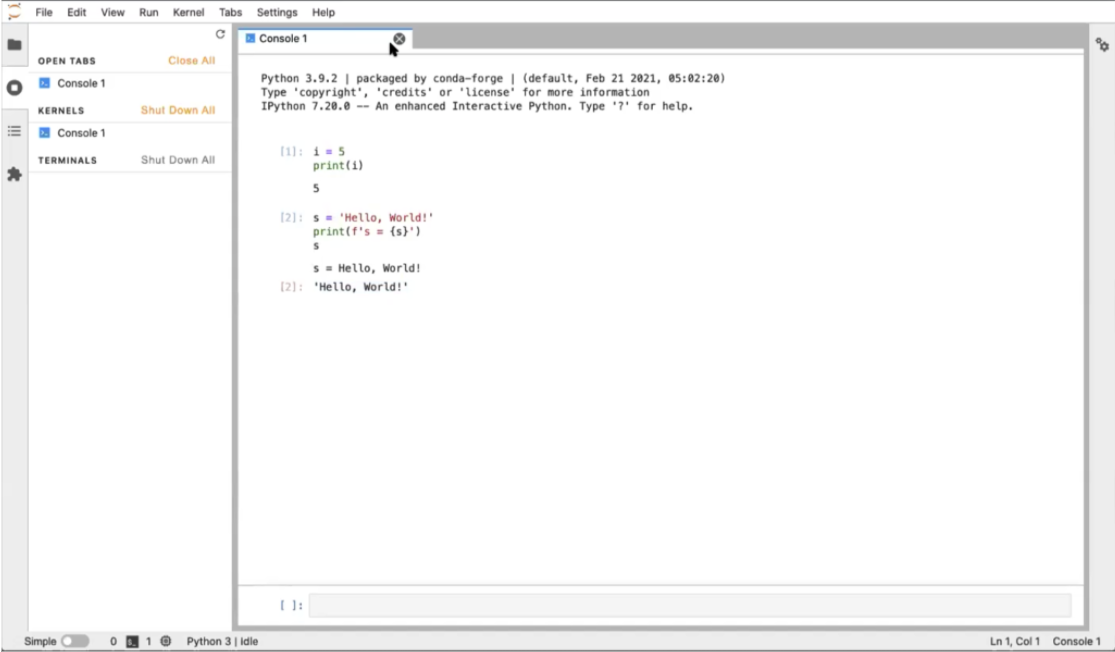 File Edit View Run Kernel Tabs Settings Help
OPEN TABS Close All
Console 1
KERNELS Shut Down All
Console 1
TERMINALS Shut Down All
Console 1
Python 3.9.2 | packaged by conda-forge | (default, Feb 21 2021, 05:02:20)
Type 'copyright', 'credits' or 'license' for more information
IPython 7.20.0 -- An enhanced Interactive Python. Type '?' for help.
[1]: i = 5
print(i)
5
[2]: s = 'Hello, World!'
print(f's = {s}')
s
s = Hello, World!
[2]: 'Hello, World!'
[ ]:
Simple 0 1 Python 3 | Idle Ln 1, Col 1 Console 1